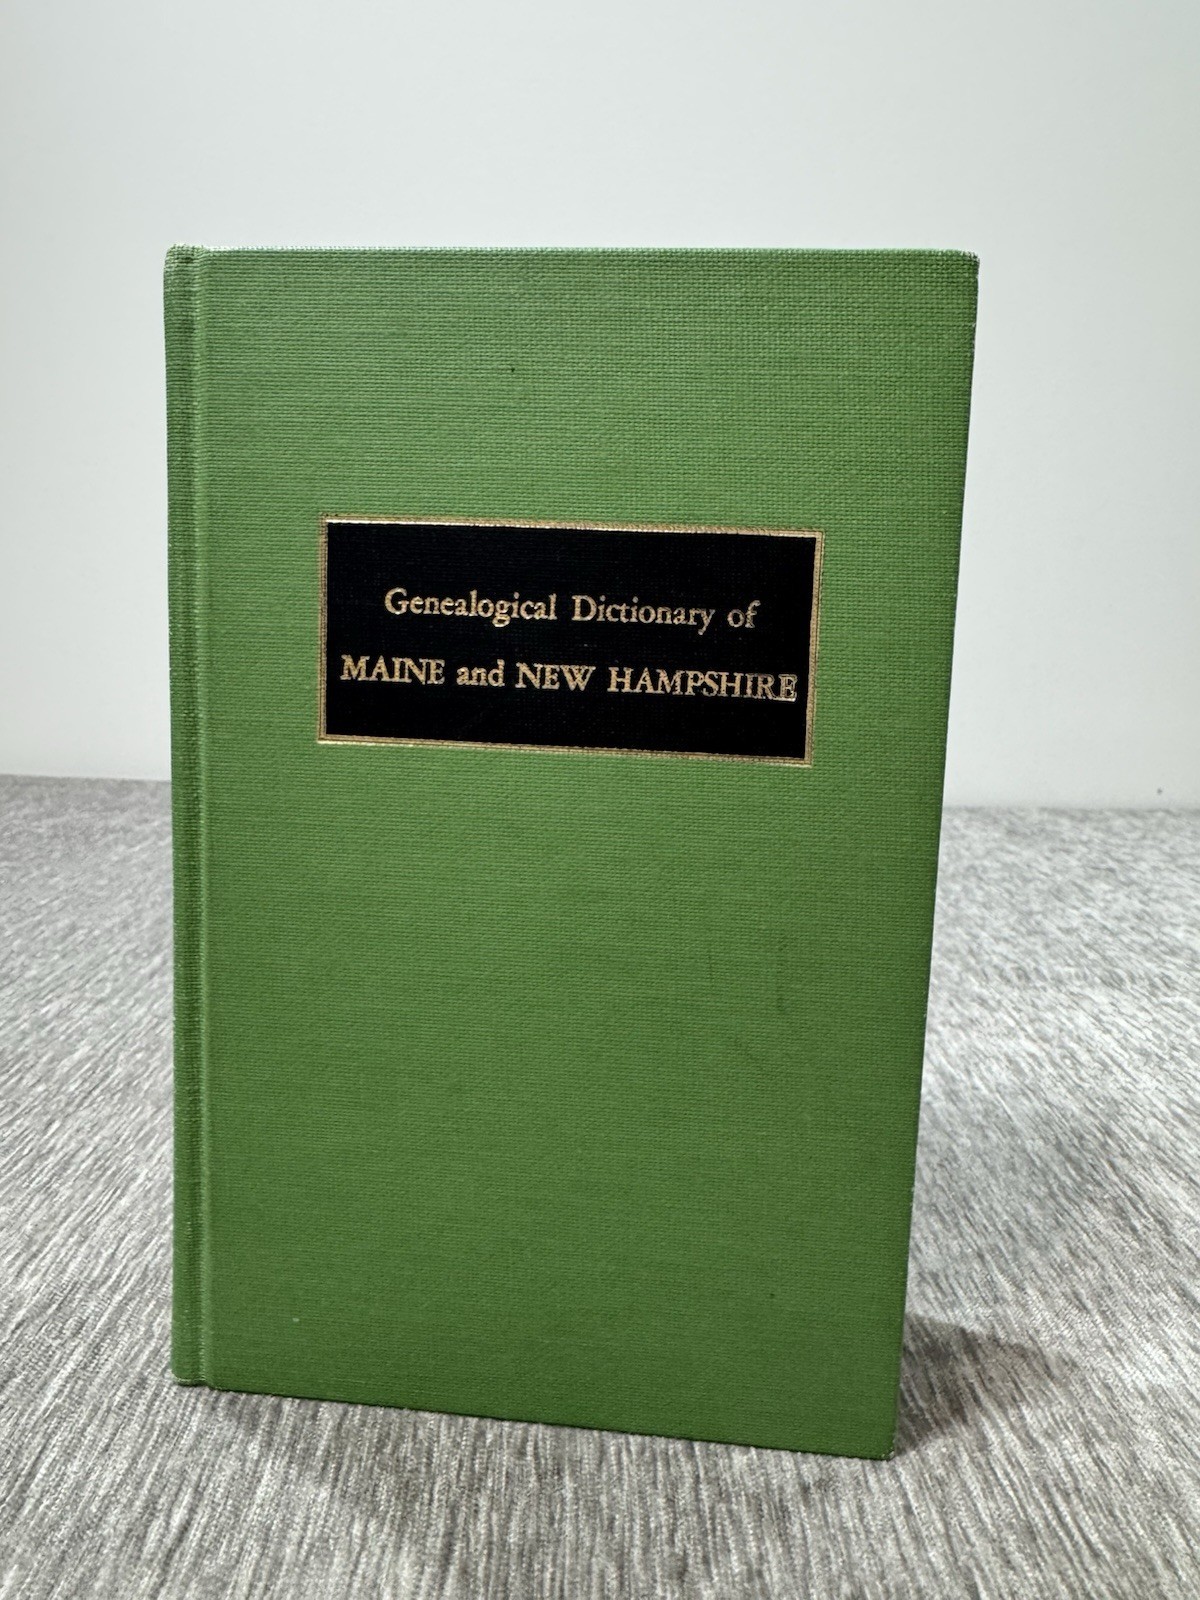 Genealogical Dictionary of
MAINE and NEW HAMPSHIRE